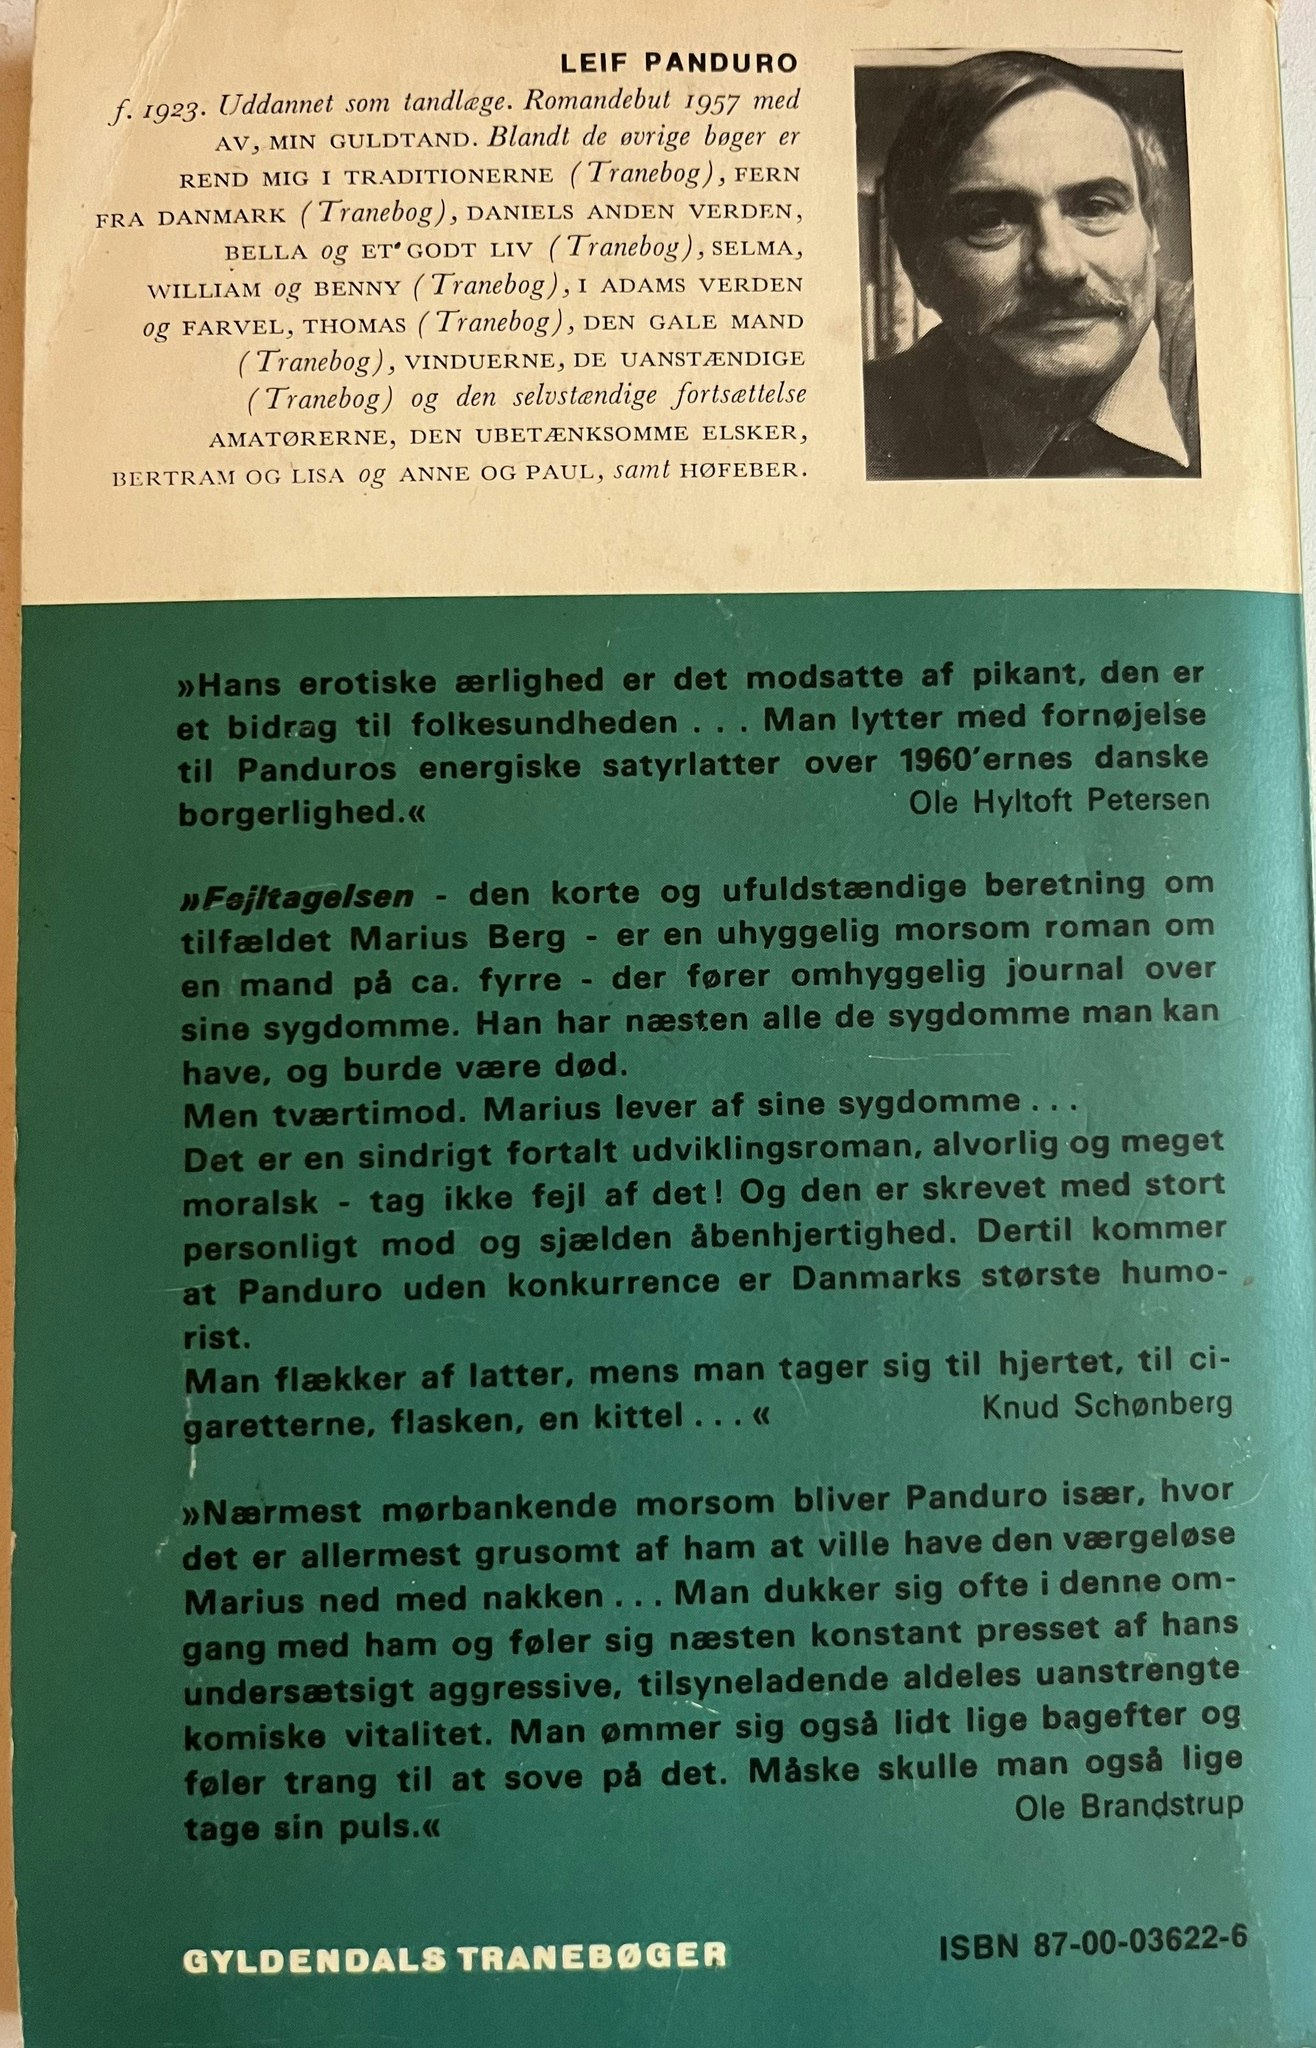 LEIF PANDURO
f. 1923. Uddannet som tandlæge. Romandebut 1957 med
AV, MIN GULDTAND. Blandt de øvrige bøger er
REND MIG I TRADITIONERNE (Tranebog), FERN
FRA DANMARK (Tranebog), DANIELS ANDEN VERDEN,
BELLA og ET GODT LIV (Tranebog), SELMA,
WILLIAM og BENNY (Tranebog), I ADAMS VERDEN
og FARVEL, THOMAS (Tranebog), DEN GALE MAND
(Tranebog), VINDUERNE, DE UANSTÆNDIGE
(Tranebog) og den selvstændige fortsættelse
AMATØRERNE, DEN UBETÆNKSOMME ELSKER,
BERTRAM OG LISA og ANNE OG PAUL, samt HØFEBER.
»Hans erotiske ærlighed er det modsatte af pikant, den er
et bidrag til folkesundheden . . . Man lytter med fornøjelse
til Panduros energiske satyrlatter over 1960'ernes danske
borgerlighed.« Ole Hyltoft Petersen
»Fejltagelsen - den korte og ufuldstændige beretning om
tilfældet Marius Berg - er en uhyggelig morsom roman om
en mand på ca. fyrre - der fører omhyggelig journal over
sine sygdomme. Han har næsten alle de sygdomme man kan
have, og burde være død.
Men tværtimod. Marius lever af sine sygdomme . . .
Det er en sindrigt fortalt udviklingsroman, alvorlig og meget
moralsk - tag ikke fejl af det! Og den er skrevet med stort
personligt mod og sjælden åbenhjertighed. Dertil kommer
at Panduro uden konkurrence er Danmarks største humo-
rist.
Man flækker af latter, mens man tager sig til hjertet, til ci-
garetterne, flasken, en kittel . . . « Knud Schønberg
»Nærmest mørbankende morsom bliver Panduro især, hvor
det er allermest grusomt af ham at ville have den værgeløse
Marius ned med nakken . . . Man dukker sig ofte i denne om-
gang med ham og føler sig næsten konstant presset af hans
undersætsigt aggressive, tilsyneladende aldeles uanstrengte
komiske vitalitet. Man ømmer sig også lidt lige bagefter og
føler trang til at sove på det. Måske skulle man også lige
tage sin puls.« Ole Brandstrup
GYLDENDALS TRANEBØGER ISBN 87-00-03622-6